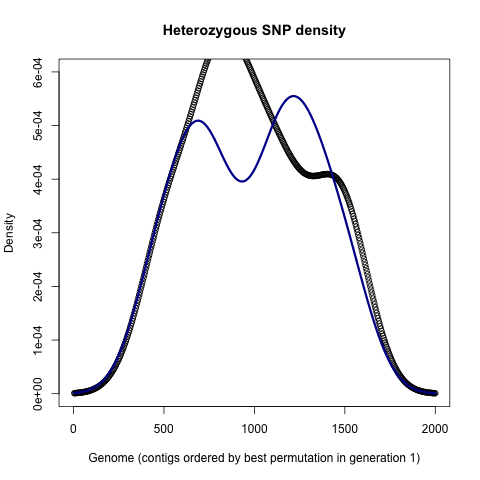 Heterozygous SNP density
6e-04
5e-04
4e-04
3e-04
2e-04
1e-04
0e+00
Density
0 500 1000 1500 2000
Genome (contigs ordered by best permutation in generation 1)